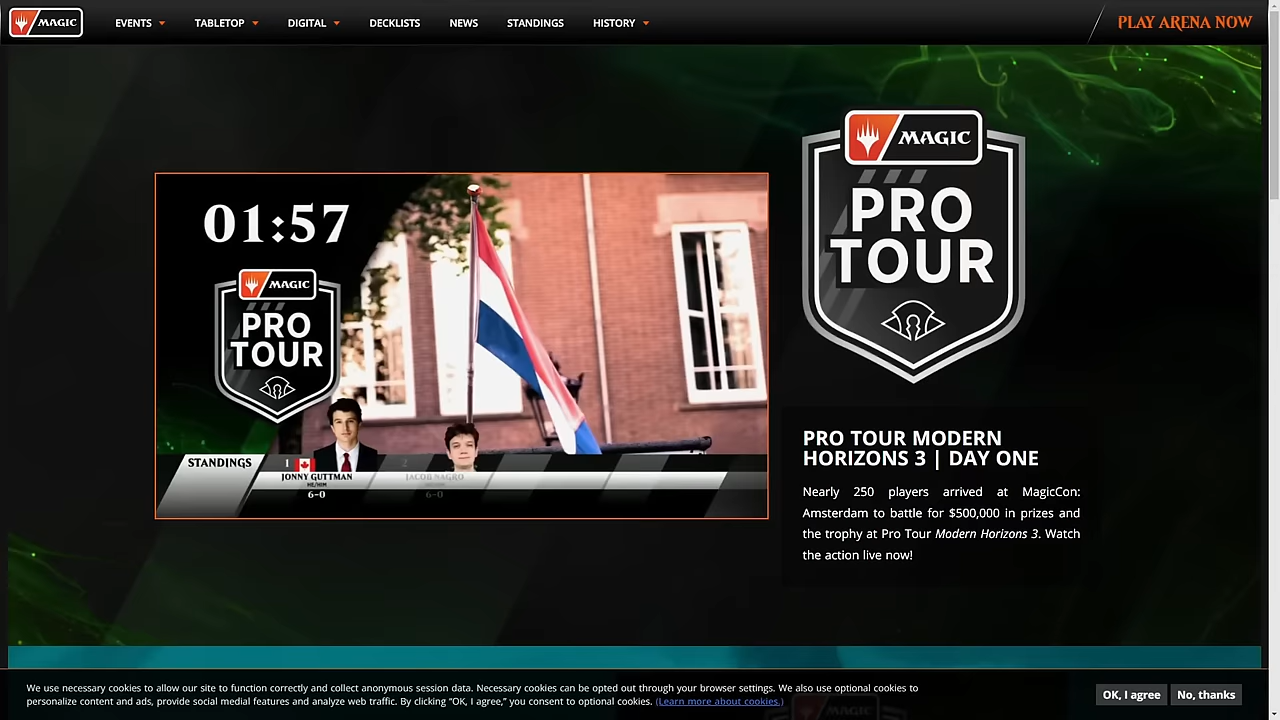 MAGIC
EVENTS
TABLETOP
DIGITAL
DECKLISTS
NEWS
STANDINGS
HISTORY
PLAY ARENA NOW
01:57
MAGIC
PRO
TOUR
STANDINGS
1
JONNY GUTTMAN
HE/HIM
6-0
2
JACOB NAGRO
6-0
MAGIC
PRO
TOUR
PRO TOUR MODERN
HORIZONS 3 | DAY ONE
Nearly 250 players arrived at MagicCon:
Amsterdam to battle for $500,000 in prizes and
the trophy at Pro Tour Modern Horizons 3. Watch
the action live now!
We use necessary cookies to allow our site to function correctly and collect anonymous session data. Necessary cookies can be opted out through your browser settings. We also use optional cookies to
personalize content and ads, provide social medial features and analyze web traffic. By clicking “OK, I agree,” you consent to optional cookies. (Learn more about cookies.)
OK, I agree
No, thanks
MAGIC